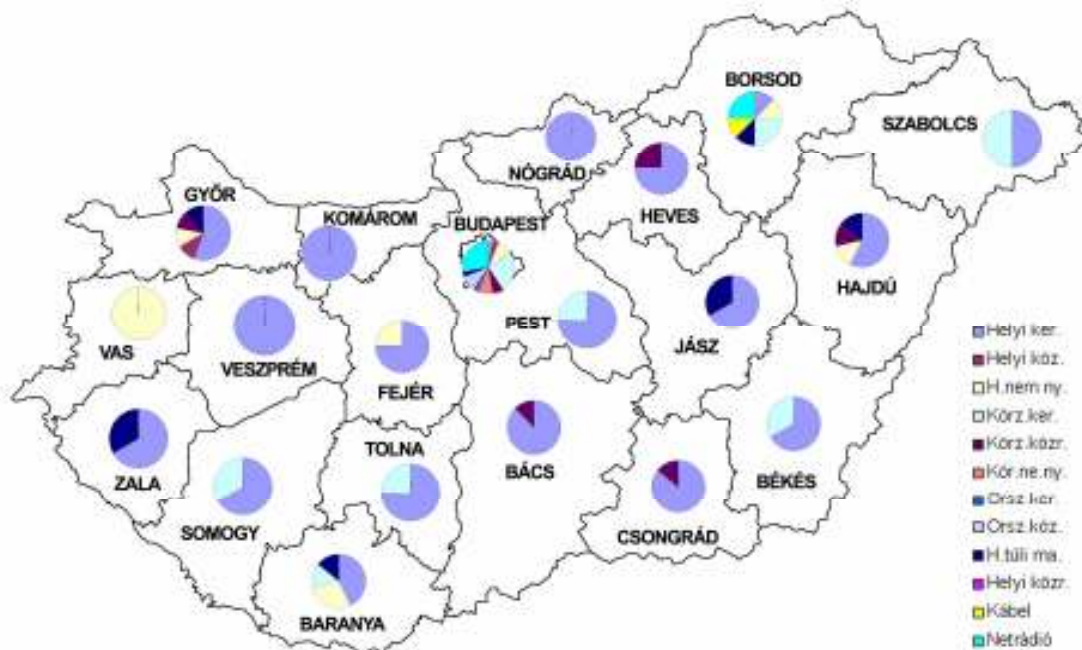 BORSOD
SZABOLCS
NÓGRÁD
GYŐR
KOMÁROM
BUDAPEST
HEVES
HAJDÚ
PEST
JÁSZ
VAS
VESZPRÉM
FEJÉR
TOLNA
BÁCS
ZALA
SOMOGY
BÉKÉS
CSONGRÁD
BARANYA
Helyi ker.
Helyi köz.
H.nem ny.
Körz.ker.
Körz.közr.
Kör.ne.ny.
Orsz.ker.
Orsz.köz.
H.túli ma.
Helyi közr.
Kábel
Netrádió